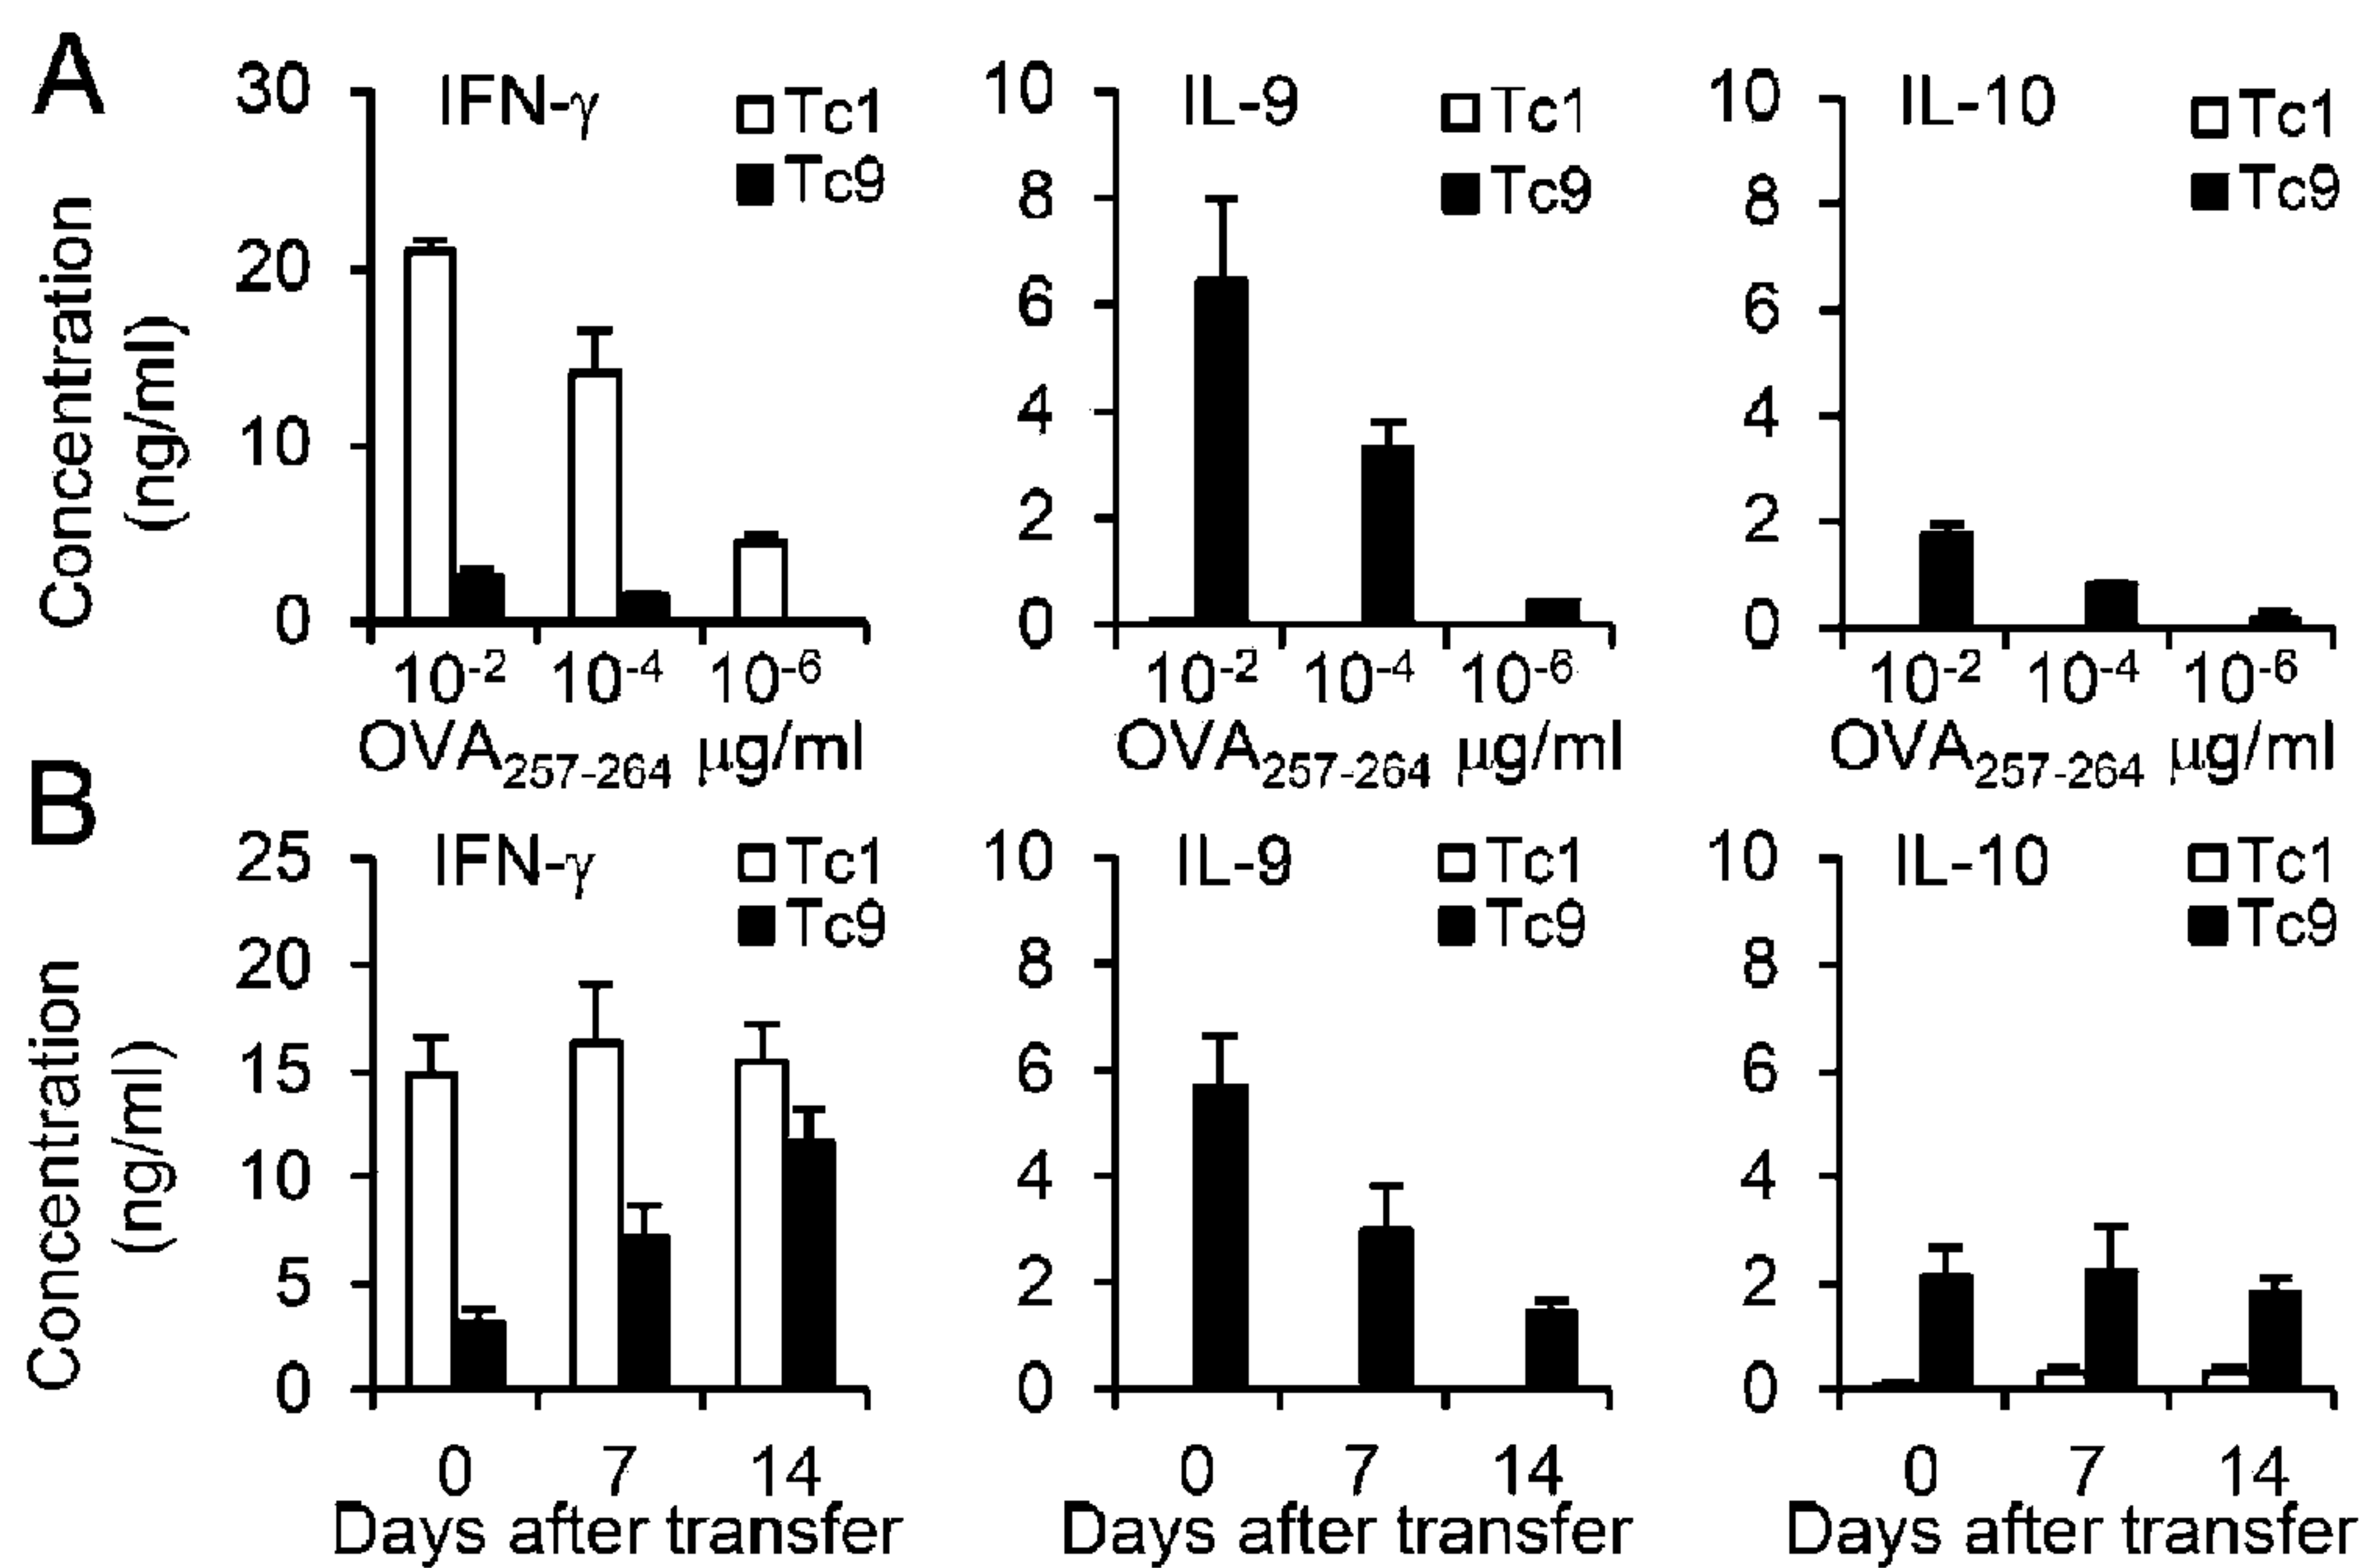 A
Concentration
(ng/ml)
30
20
10
0
IFN-γ
Tc1
Tc9
10-2 10-4 10-6
OVA257-264 µg/ml
10
8
6
4
2
0
IL-9
Tc1
Tc9
10-2 10-4 10-6
OVA257-264 µg/ml
10
8
6
4
2
0
IL-10
Tc1
Tc9
10-2 10-4 10-6
OVA257-264 µg/ml
B
Concentration
(ng/ml)
25
20
15
10
5
0
IFN-γ
Tc1
Tc9
0 7 14
Days after transfer
10
8
6
4
2
0
IL-9
Tc1
Tc9
0 7 14
Days after transfer
10
8
6
4
2
0
IL-10
Tc1
Tc9
0 7 14
Days after transfer